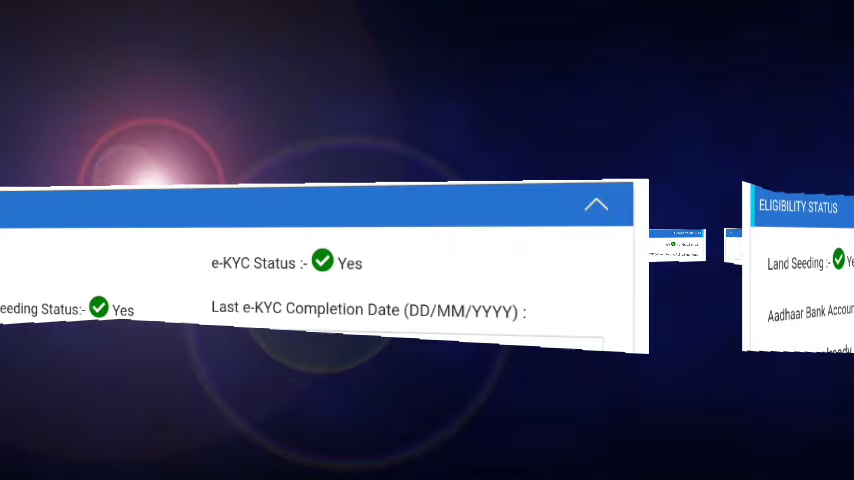 e-KYC Status :- Yes
eeding Status:- Yes
Last e-KYC Completion Date (DD/MM/YYYY) :
ELIGIBILITY STATUS
Land Seeding :- Ye
Aadhaar Bank Accoun